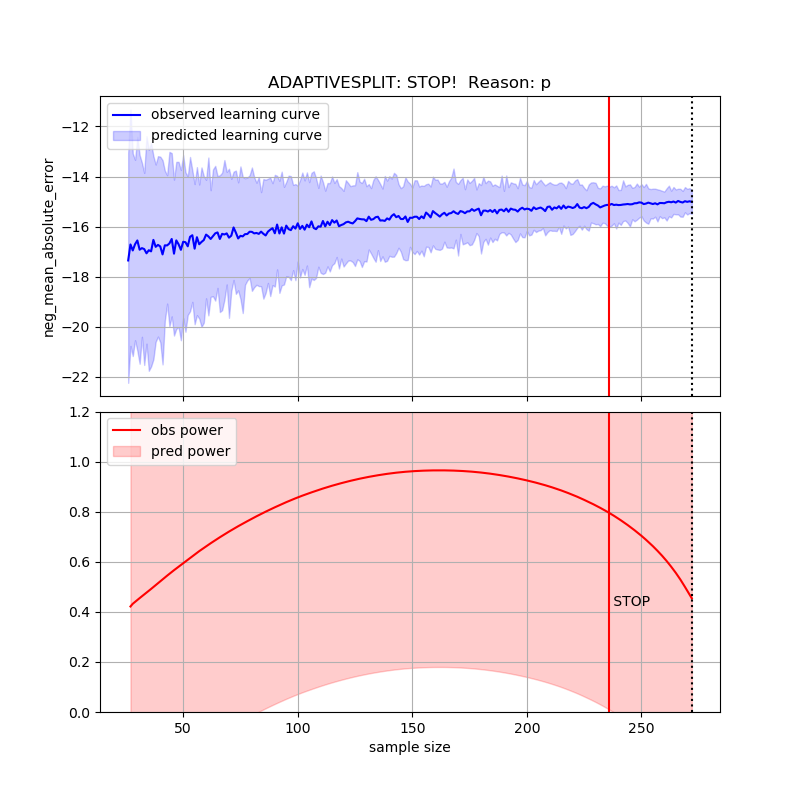 ADAPTIVESPLIT: STOP!  Reason: p
observed learning curve
predicted learning curve
neg_mean_absolute_error
−12
−14
−16
−18
−20
−22
obs power
pred power
1.2
1.0
0.8
0.6
0.4
0.2
0.0
STOP
50 100 150 200 250
sample size